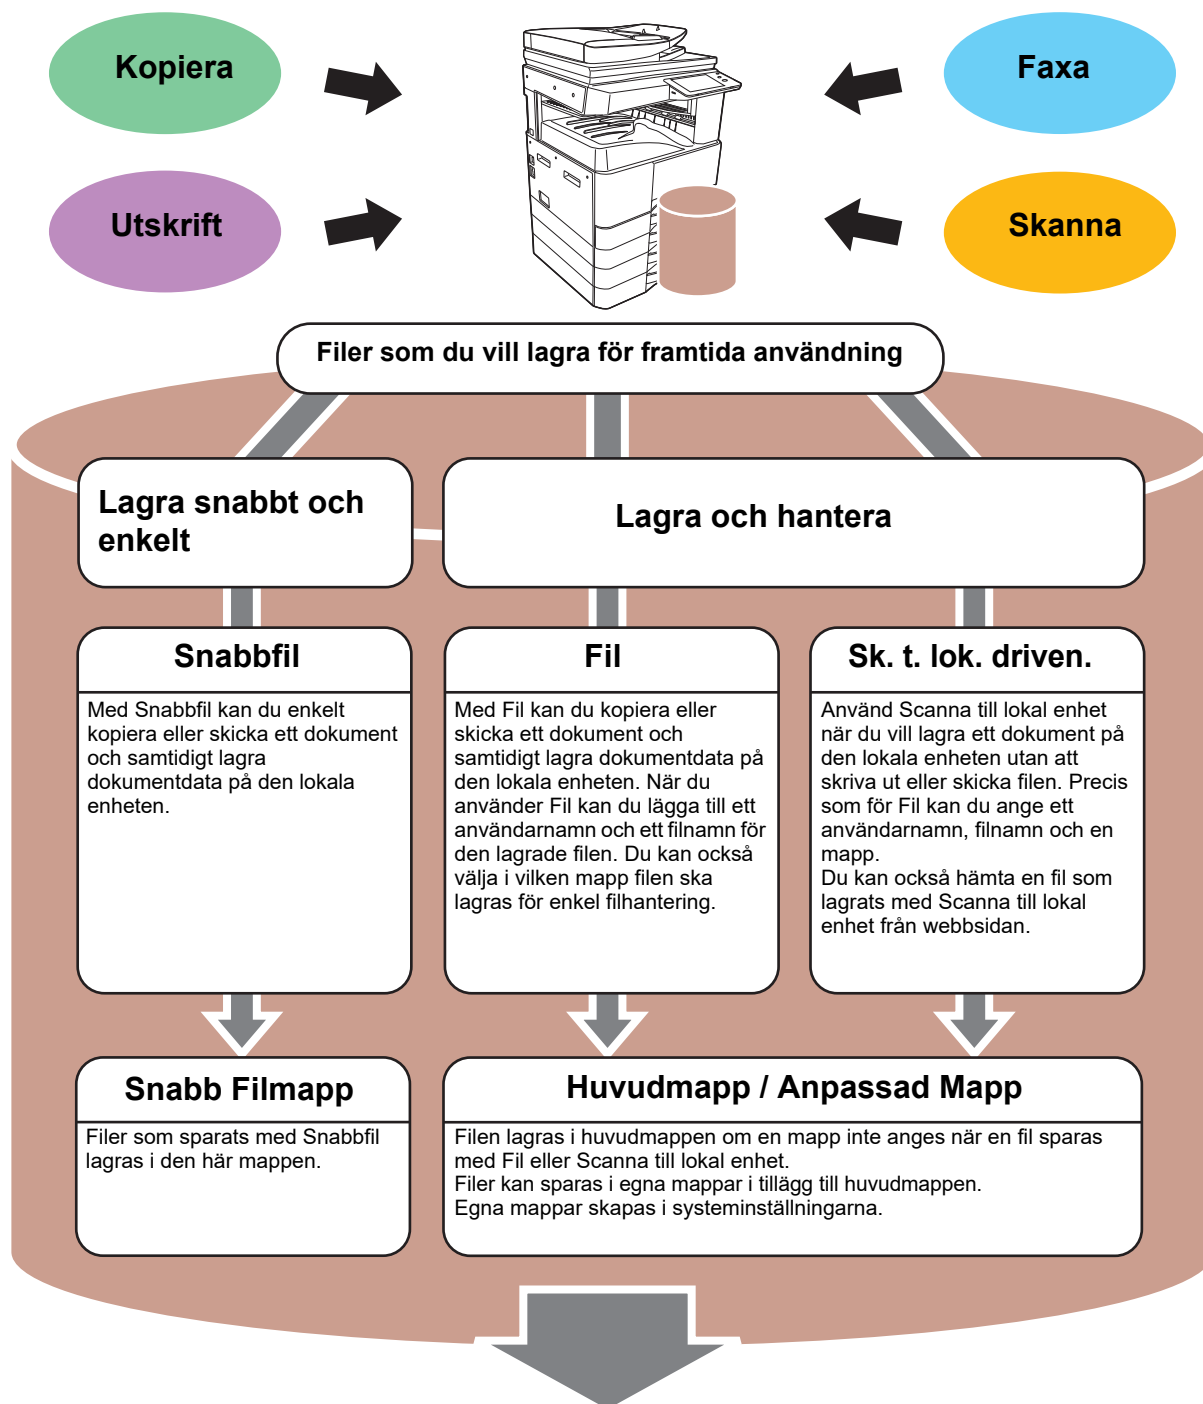 Kopiera
Faxa
Utskrift
Skanna
Filer som du vill lagra för framtida användning
Lagra snabbt och
enkelt
Lagra och hantera
Snabbfil
Med Snabbfil kan du enkelt
kopiera eller skicka ett dokument
och samtidigt lagra
dokumentdata på den lokala
enheten.
Fil
Med Fil kan du kopiera eller
skicka ett dokument och
samtidigt lagra dokumentdata på
den lokala enheten. När du
använder Fil kan du lägga till ett
användarnamn och ett filnamn för
den lagrade filen. Du kan också
välja i vilken mapp filen ska
lagras för enkel filhantering.
Sk. t. lok. driven.
Använd Scanna till lokal enhet
när du vill lagra ett dokument på
den lokala enheten utan att
skriva ut eller skicka filen. Precis
som för Fil kan du ange ett
användarnamn, filnamn och en
mapp.
Du kan också hämta en fil som
lagrats med Scanna till lokal
enhet från webbsidan.
Snabb Filmapp
Filer som sparats med Snabbfil
lagras i den här mappen.
Huvudmapp / Anpassad Mapp
Filen lagras i huvudmappen om en mapp inte anges när en fil sparas
med Fil eller Scanna till lokal enhet.
Filer kan sparas i egna mappar i tillägg till huvudmappen.
Egna mappar skapas i systeminställningarna.